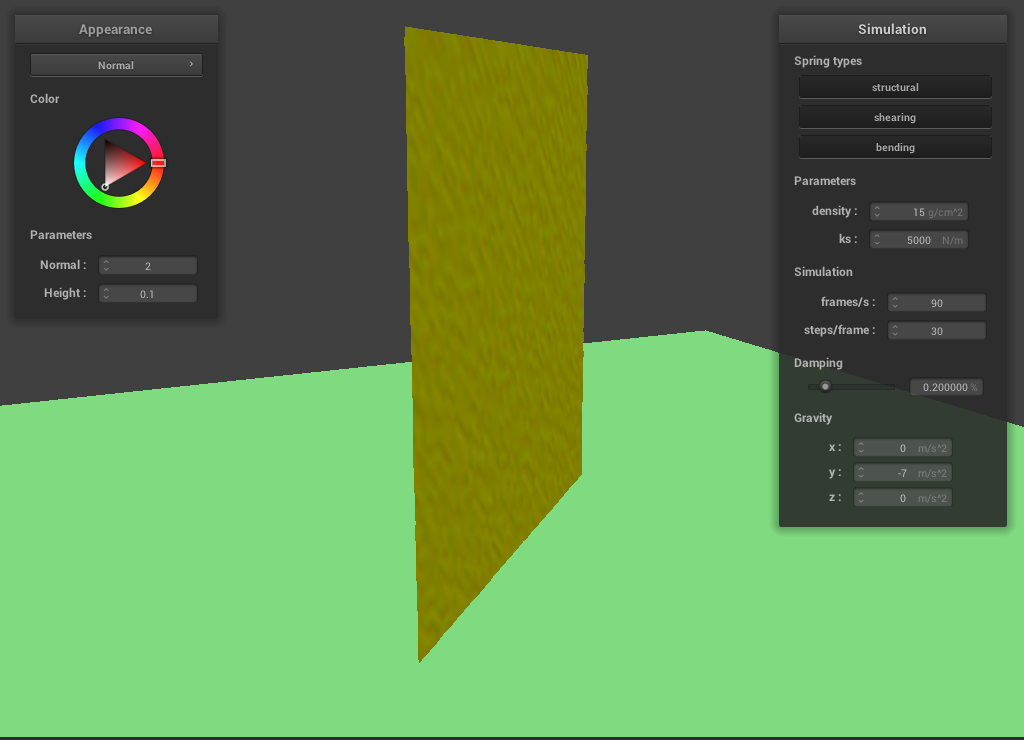 Appearance
Normal ›
Color
Parameters
Normal : 2
Height : 0.1
Simulation
Spring types
structural
shearing
bending
Parameters
density : 15 g/cm^2
ks : 5000 N/m
Simulation
frames/s : 90
steps/frame : 30
Damping
0.200000 %
Gravity
x : 0 m/s^2
y : -7 m/s^2
z : 0 m/s^2